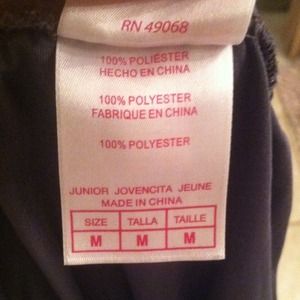 RN 49068
100% POLIÉSTER
HECHO EN CHINA
100% POLYESTER
FABRIQUE EN CHINA
100% POLYESTER
JUNIOR JOVENCITA JEUNE
MADE IN CHINA
SIZE TALLA TAILLE
M M M